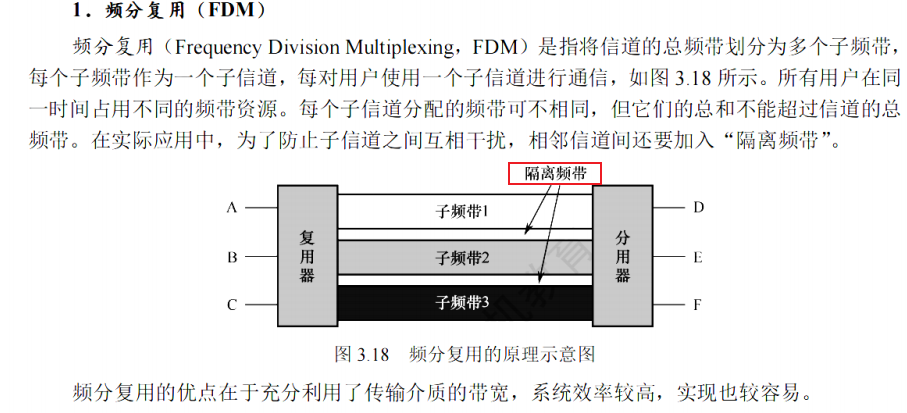 1．频分复用（FDM）
频分复用（Frequency Division Multiplexing，FDM）是指将信道的总频带划分为多个子频带，
每个子频带作为一个子信道，每对用户使用一个子信道进行通信，如图 3.18 所示。所有用户在同
一时间占用不同的频带资源。每个子信道分配的频带可不相同，但它们的总和不能超过信道的总
频带。在实际应用中，为了防止子信道之间互相干扰，相邻信道间还要加入“隔离频带”。
隔离频带
A
子频带1
D
复用器
B
子频带2
分用器
E
C
子频带3
F
机教育
图 3.18 频分复用的原理示意图
频分复用的优点在于充分利用了传输介质的带宽，系统效率较高，实现也较容易。